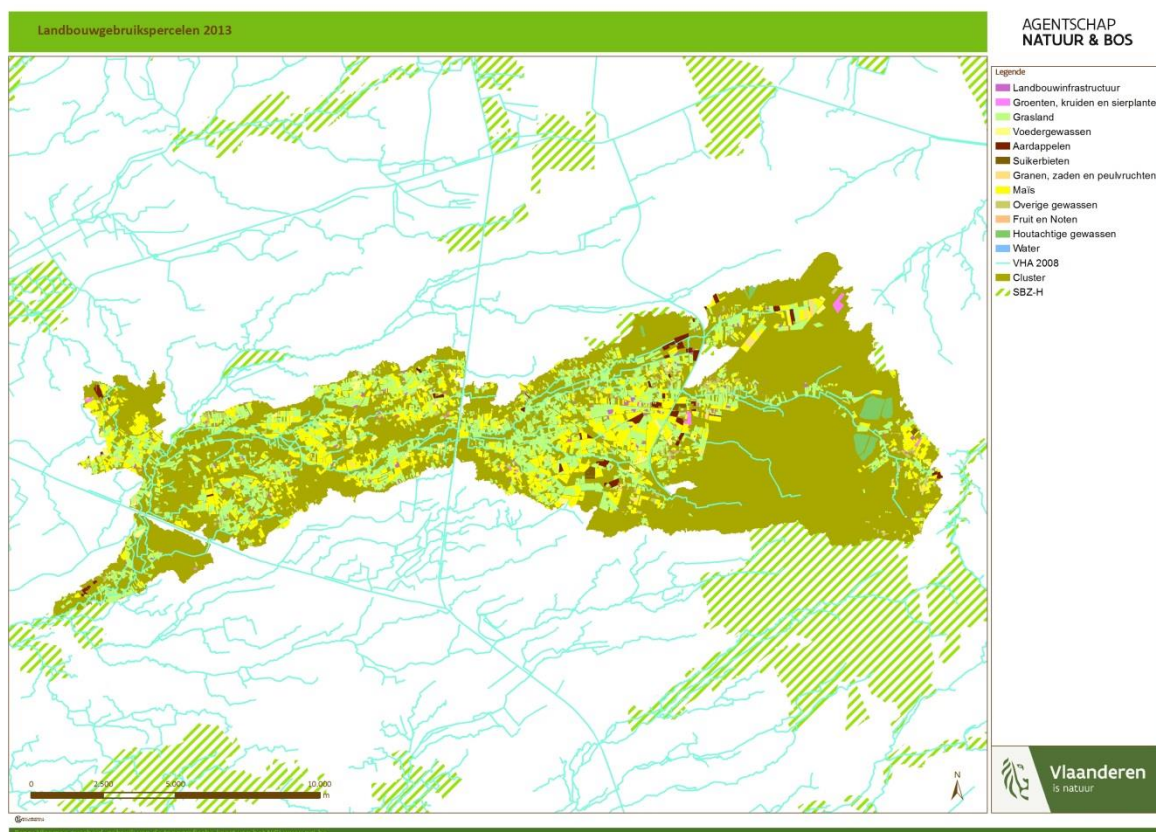 Landbouwgebruikspercelen 2013
AGENTSCHAP
NATUUR & BOS
Legende
Landbouwinfrastructuur
Groenten, kruiden en sierplante
Grasland
Voedergewassen
Aardappelen
Suikerbieten
Granen, zaden en peulvruchten
Maïs
Overige gewassen
Fruit en Noten
Houtachtige gewassen
Water
VHA 2008
Cluster
SBZ-H
0 2.500 5.000 10.000
m
N
Vlaanderen
is natuur